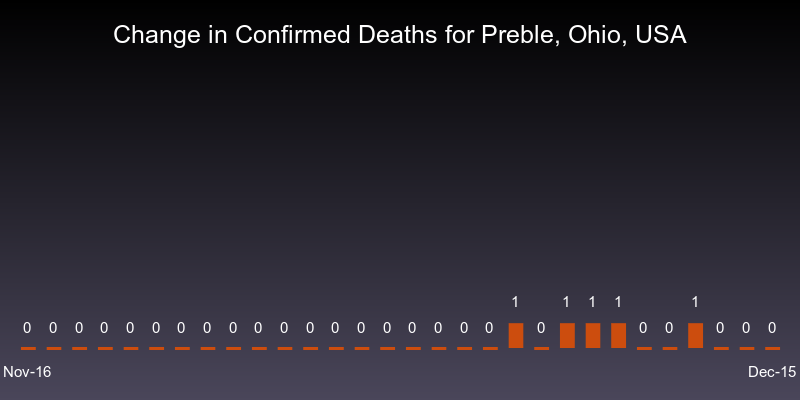 Change in Confirmed Deaths for Preble, Ohio, USA
1 1 1 1 1
0 0 0 0 0 0 0 0 0 0 0 0 0 0 0 0 0 0 0 0 0 0 0 0 0
Nov-16 Dec-15